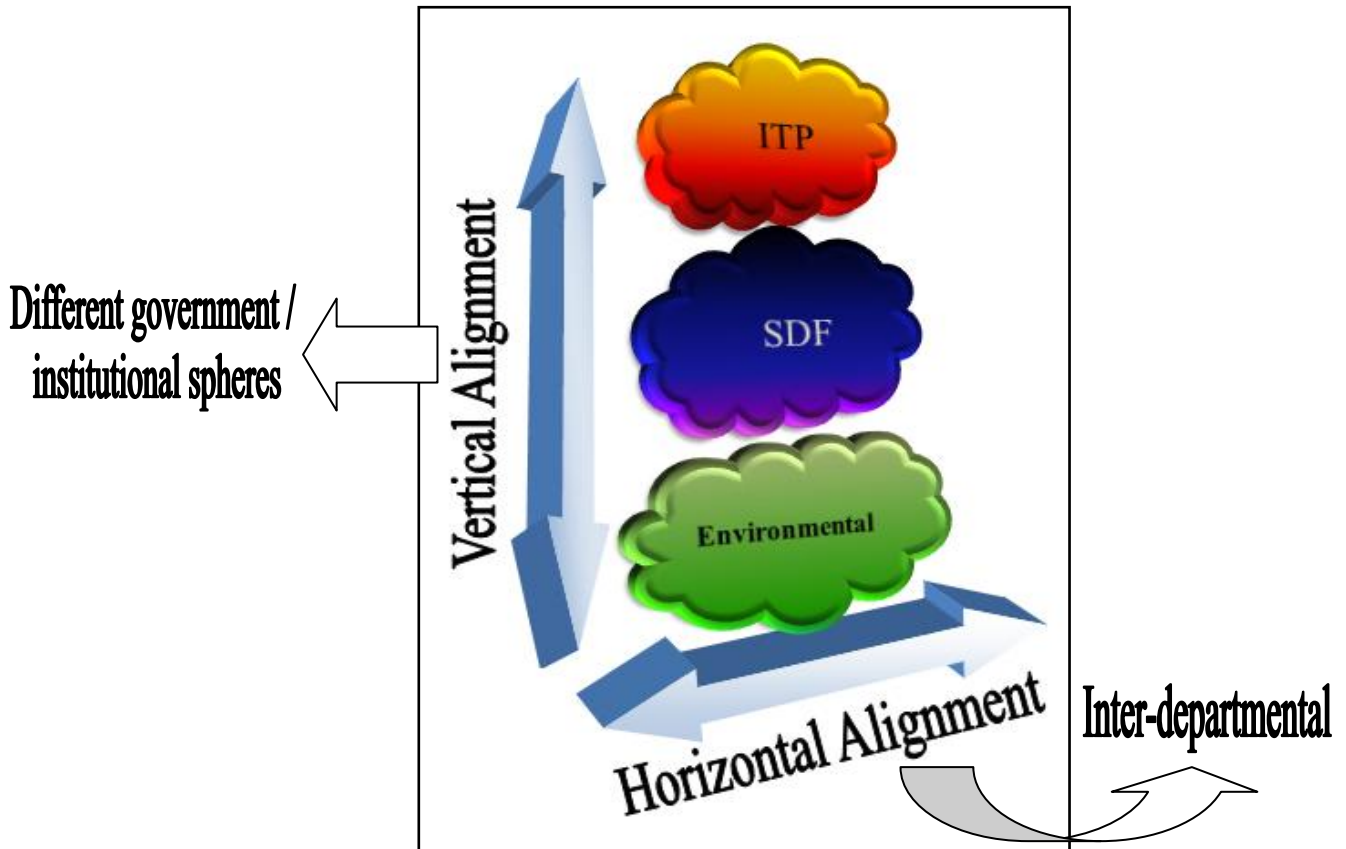 ITP
SDF
Environmental
Vertical Alignment
Different government /
institutional spheres
Horizontal Alignment
Inter-departmental